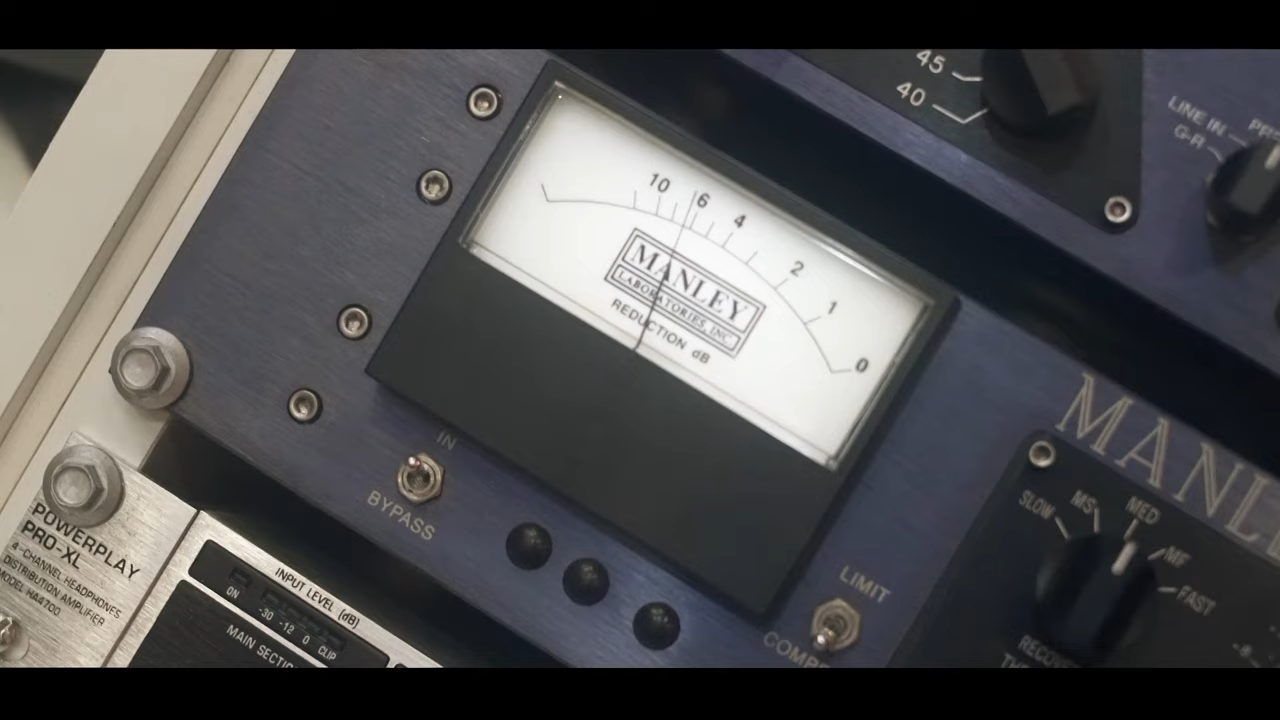 45
40
LINE IN
G-R
10 6 4 2 1 0
MANLEY
LABORATORIES, INC.
REDUCTION dB
IN
BYPASS
LIMIT
SLOW MS MED MF FAST
POWERPLAY
PRO-XL
4-CHANNEL HEADPHONES
DISTRIBUTION AMPLIFIER
MODEL HA4700
INPUT LEVEL (dB)
ON -30 -12 0 CLIP
MAIN